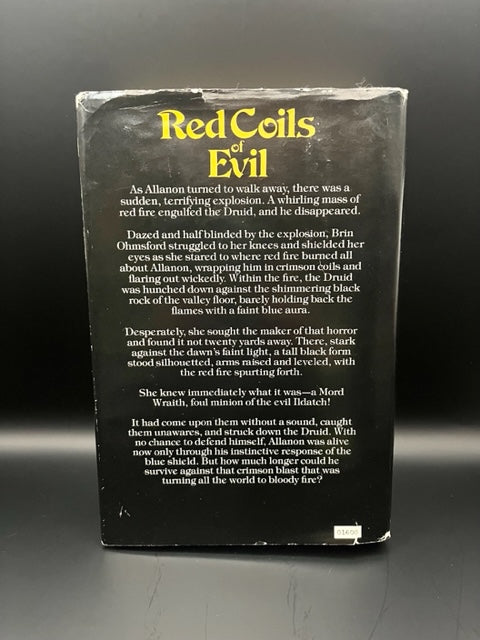 Red Coils
of
Evil
As Allanon turned to walk away, there was a
sudden, terrifying explosion. A whirling mass of
red fire engulfed the Druid, and he disappeared.
Dazed and half blinded by the explosion, Brin
Ohmsford struggled to her knees and shielded her
eyes as she stared to where red fire burned all
about Allanon, wrapping him in crimson coils and
flaring out wickedly. Within the fire, the Druid
was hunched down against the shimmering black
rock of the valley floor, barely holding back the
flames with a faint blue aura.
Desperately, she sought the maker of that horror
and found it not twenty yards away. There, stark
against the dawn's faint light, a tall black form
stood silhouetted, arms raised and leveled, with
the red fire spurting forth.
She knew immediately what it was—a Mord
Wraith, foul minion of the evil Ildatch!
It had come upon them without a sound, caught
them unawares, and struck down the Druid. With
no chance to defend himself, Allanon was alive
now only through his instinctive response of the
blue shield. But how much longer could he
survive against that crimson blast that was
turning all the world to bloody fire?